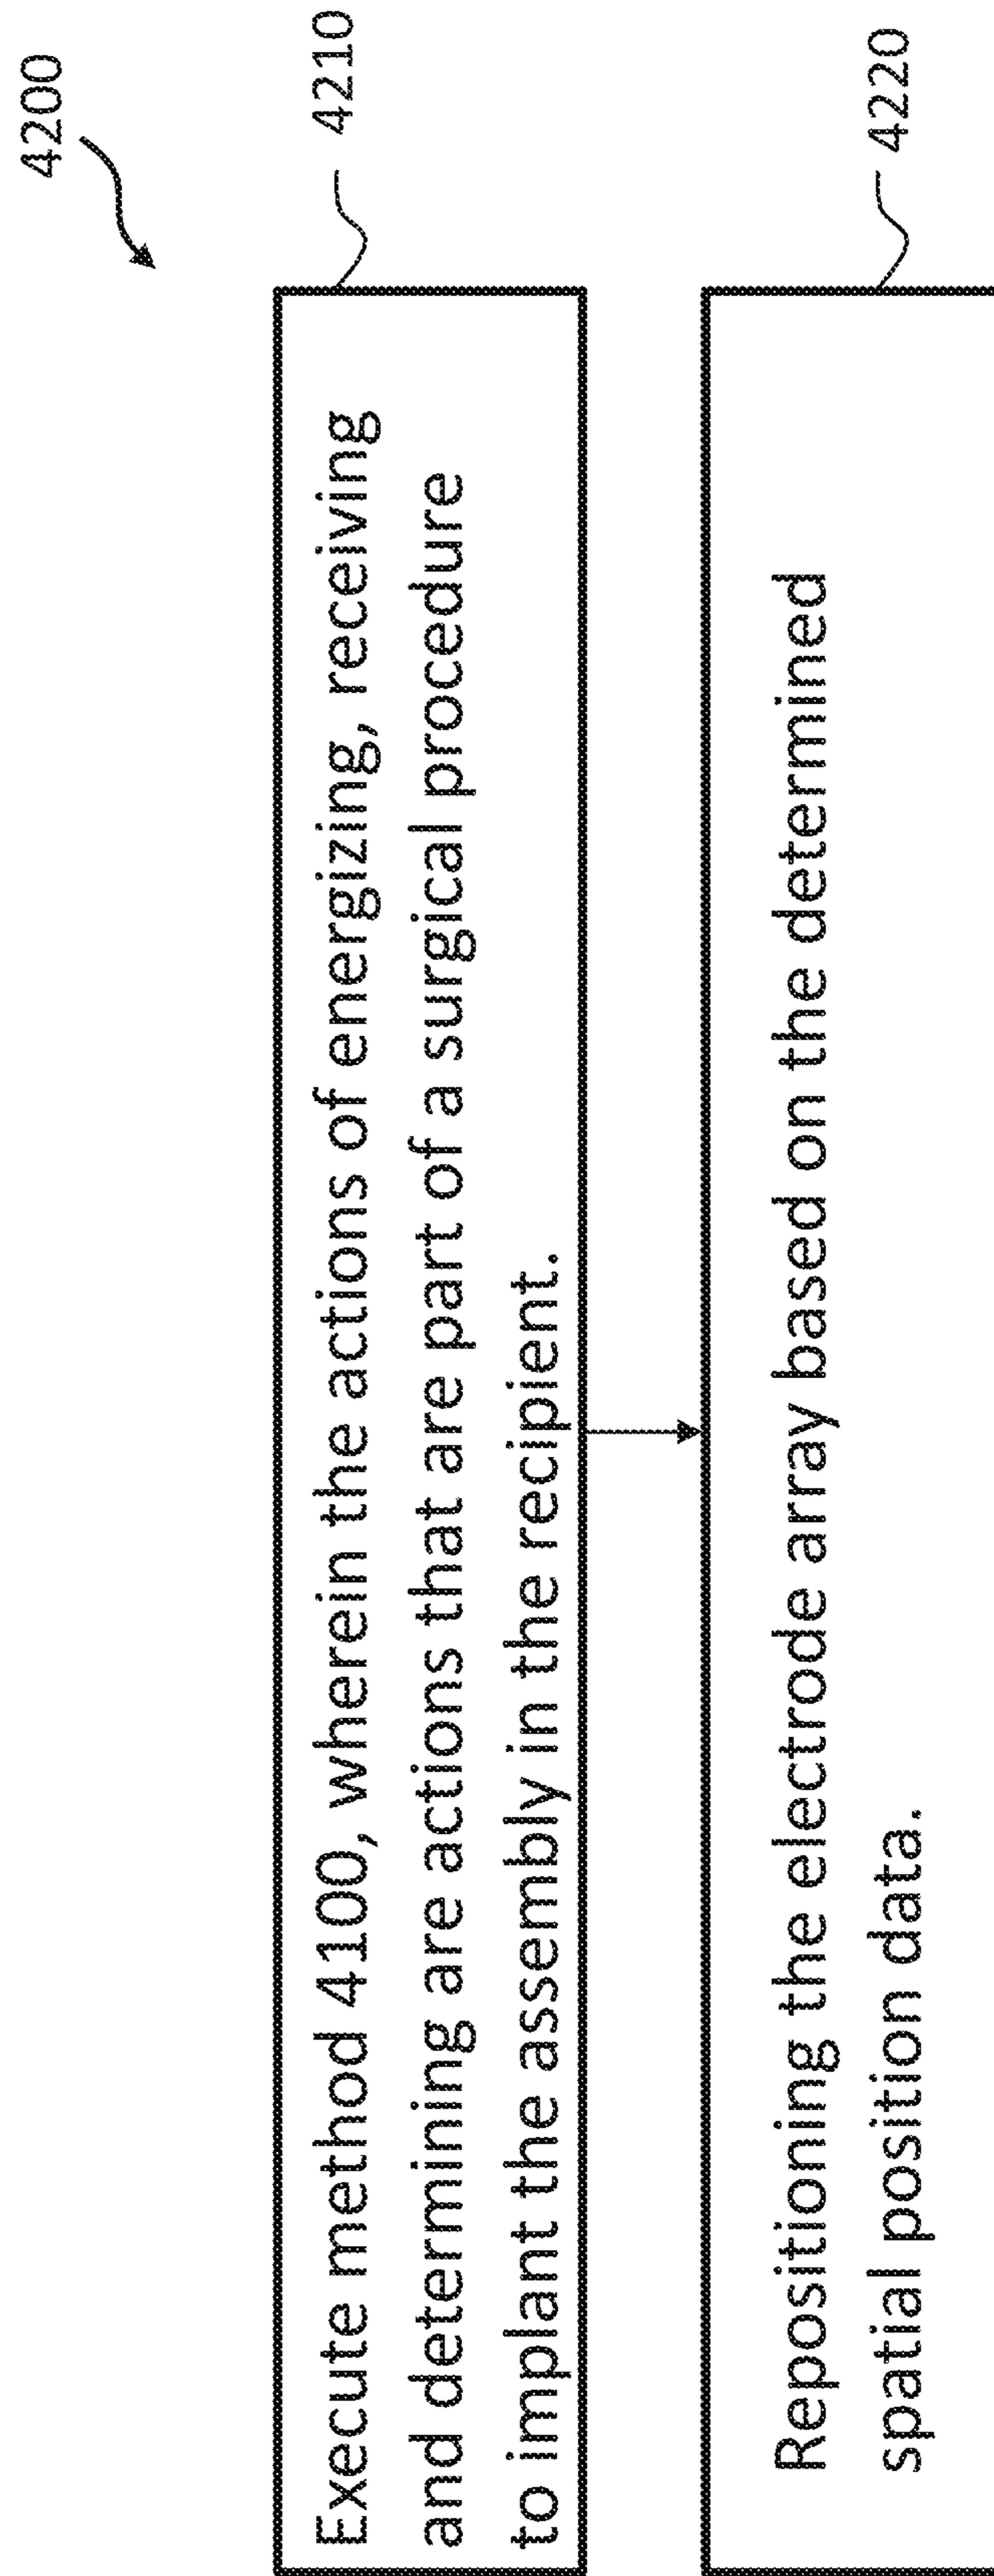 4200
Execute method 4100, wherein the actions of energizing, receiving
and determining are actions that are part of a surgical procedure
to implant the assembly in the recipient.
4210
Repositioning the electrode array based on the determined
spatial position data.
4220